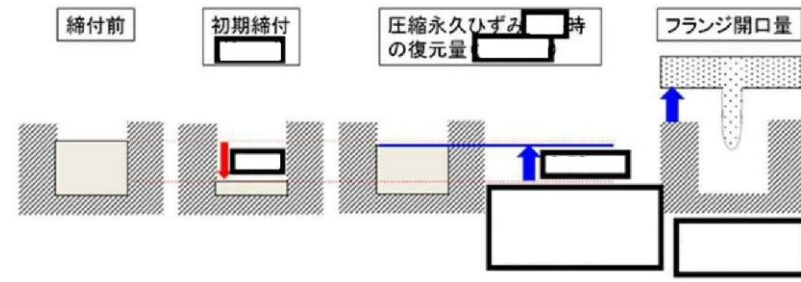 締付前
初期締付
圧縮永久ひずみ 時
の復元量
フランジ開口量